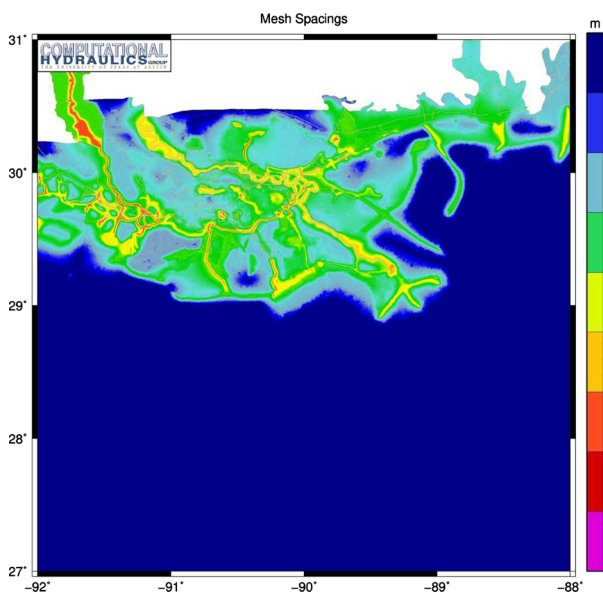 Mesh Spacings
m
31˚
COMPUTATIONAL
HYDRAULICS GROUP
THE UNIVERSITY OF TEXAS AT AUSTIN
30˚
29˚
28˚
27˚
−92˚ −91˚ −90˚ −89˚ −88˚